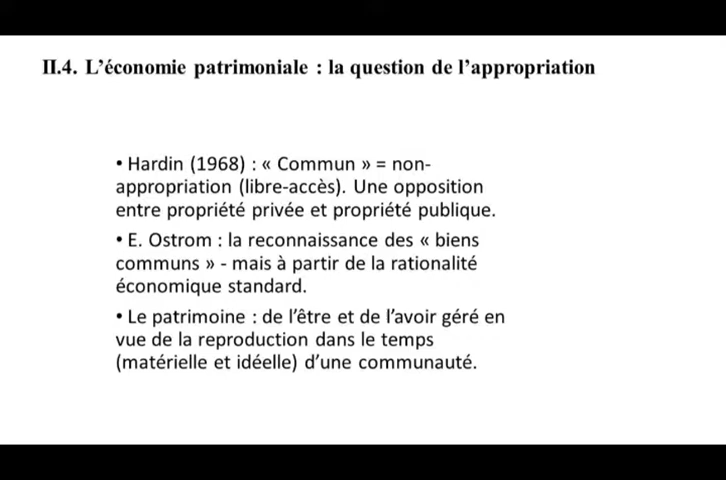 II.4. L’économie patrimoniale : la question de l’appropriation
• Hardin (1968) : « Commun » = non-
appropriation (libre-accès). Une opposition
entre propriété privée et propriété publique.
• E. Ostrom : la reconnaissance des « biens
communs » - mais à partir de la rationalité
économique standard.
• Le patrimoine : de l’être et de l’avoir géré en
vue de la reproduction dans le temps
(matérielle et idéelle) d’une communauté.